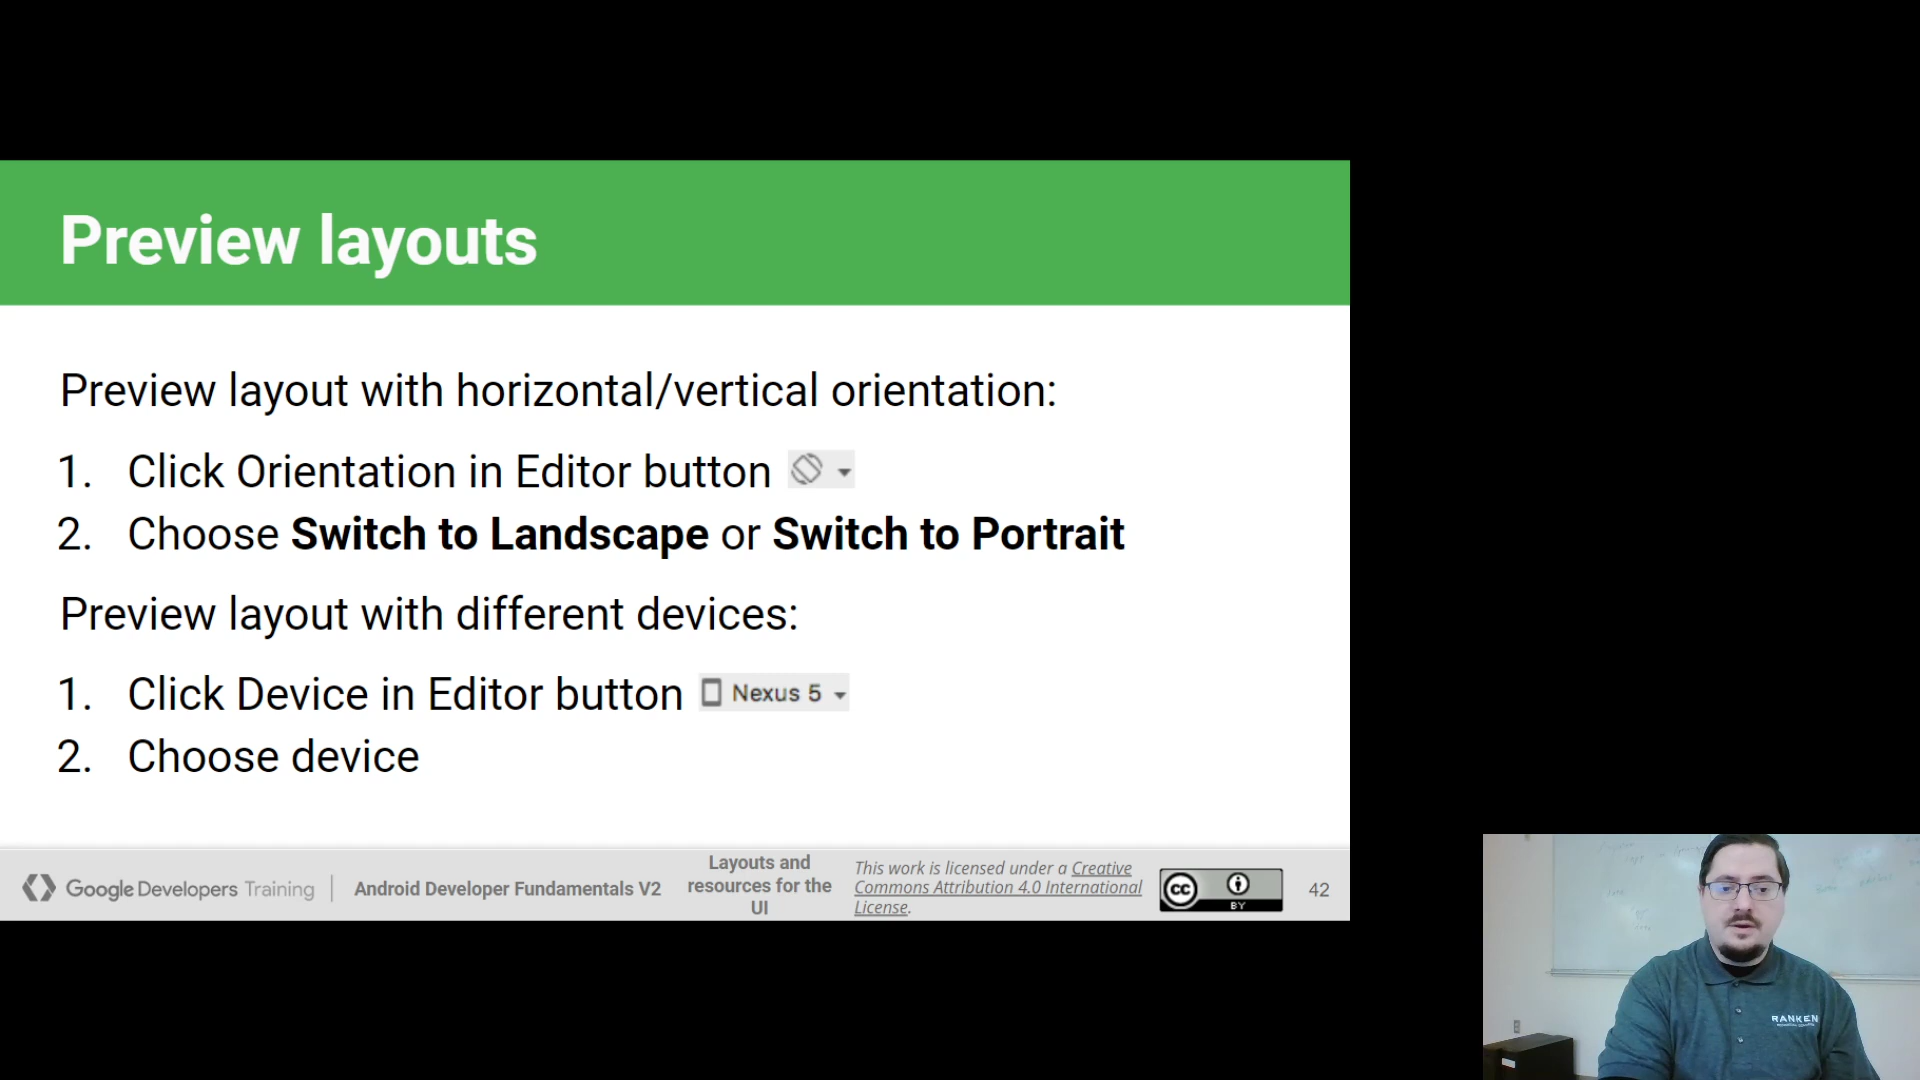 Preview layouts
Preview layout with horizontal/vertical orientation:
1. Click Orientation in Editor button
2. Choose Switch to Landscape or Switch to Portrait
Preview layout with different devices:
1. Click Device in Editor button Nexus 5
2. Choose device
Google Developers Training
Android Developer Fundamentals V2
Layouts and
resources for the
UI
This work is licensed under a Creative
Commons Attribution 4.0 International
License.
cc
BY
42
RANKEN